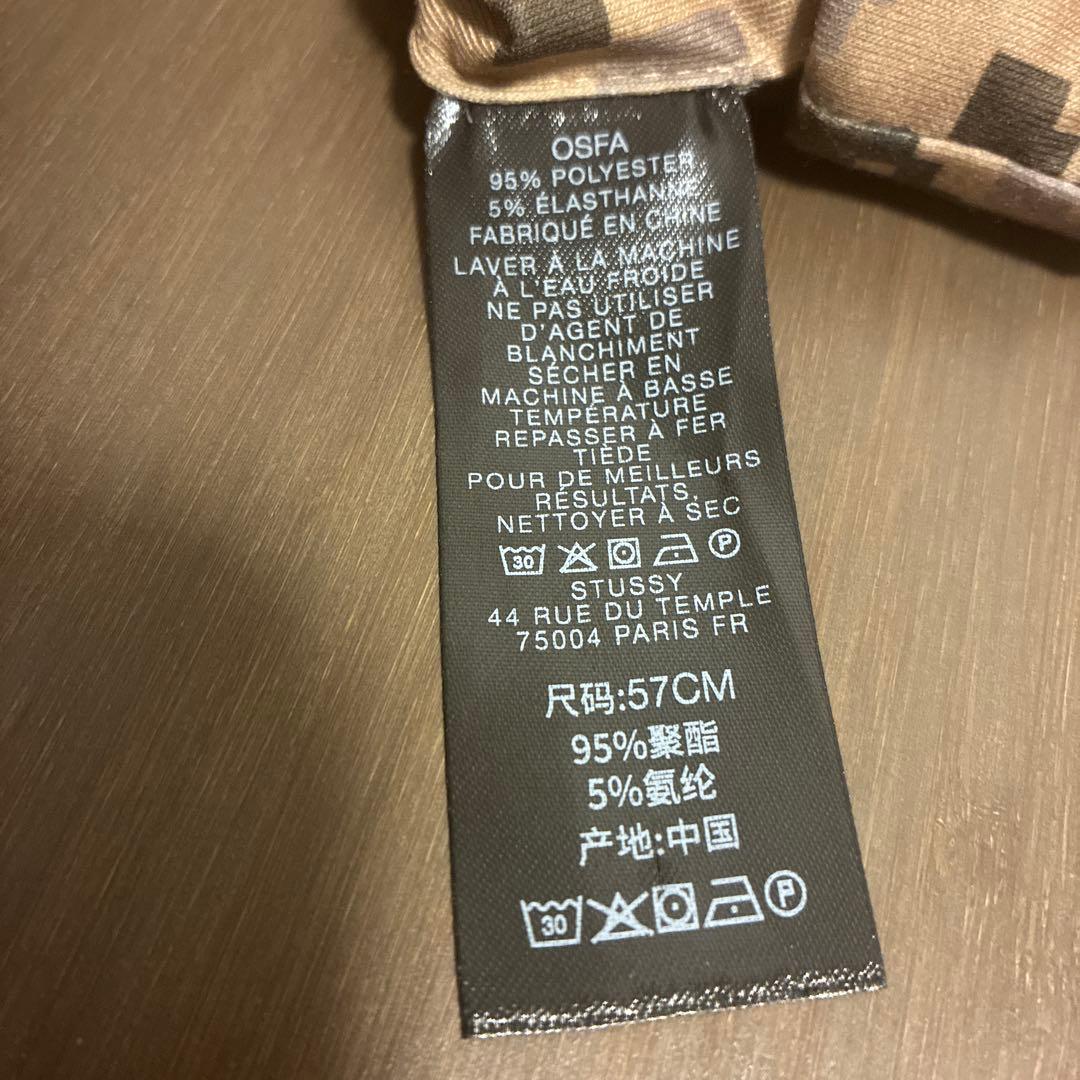 OSFA
95% POLYESTER
5% ÉLASTHANNE
FABRIQUÉ EN CHINE
LAVER À LA MACHINE
À L'EAU FROIDE
NE PAS UTILISER
D'AGENT DE
BLANCHIMENT
SÉCHER EN
MACHINE À BASSE
TEMPÉRATURE
REPASSER À FER
TIÈDE
POUR DE MEILLEURS
RÉSULTATS,
NETTOYER À SEC
30 P
STUSSY
44 RUE DU TEMPLE
75004 PARIS FR
尺码:57CM
95%聚酯
5%氨纶
产地:中国
30 P